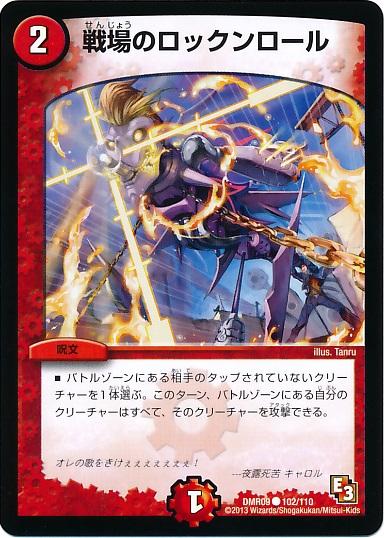 2
せんじょう
戦場のロックンロール
illus. Tanru
呪文
■ バトルゾーンにある相手のタップされていないクリー
チャーを1体選ぶ。このターン、バトルゾーンにある自分の
クリーチャーはすべて、そのクリーチャーを攻撃できる。
オレの歌をきけぇぇぇぇぇぇぇ!
---夜露死苦 キャロル
1
E3
DMR09 ● 102/110
©2013 Wizards/Shogakukan/Mitsui-Kids